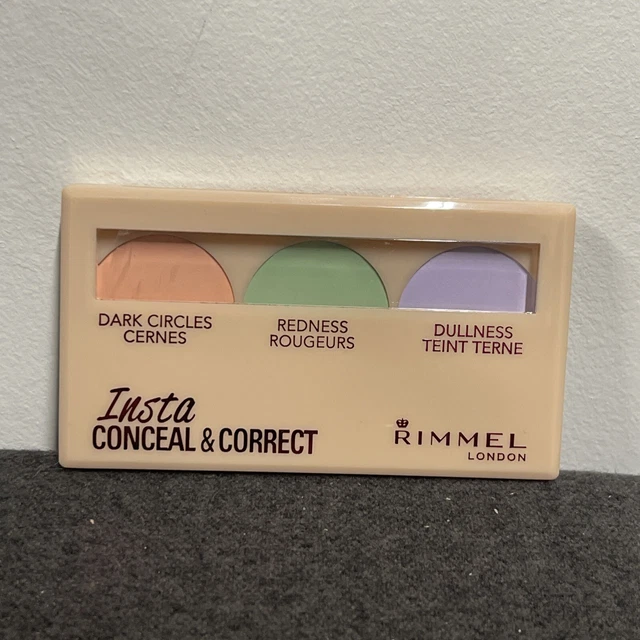 DARK CIRCLES
CERNES
REDNESS
ROUGEURS
DULLNESS
TEINT TERNE
Insta
CONCEAL & CORRECT
RIMMEL
LONDON